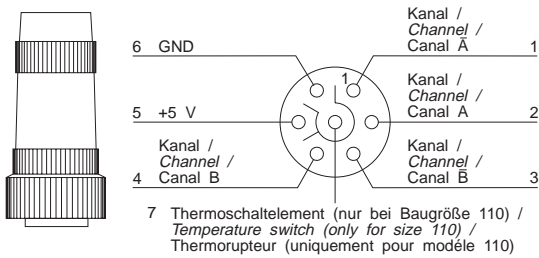 6 GND
5 +5 V
Kanal /
Channel /
4 Canal B
1
Kanal /
Channel /
Canal A̅ 1
Kanal /
Channel /
Canal A 2
Kanal /
Channel /
Canal B̅ 3
7 Thermoschaltelement (nur bei Baugröße 110) /
Temperature switch (only for size 110) /
Thermorupteur (uniquement pour modéle 110)